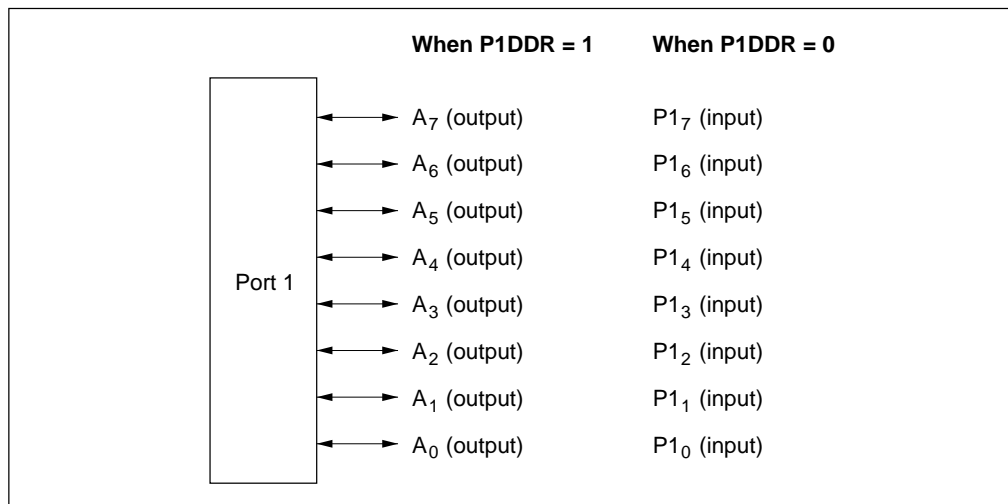 When P1DDR = 1 When P1DDR = 0
A7 (output) P17 (input)
A6 (output) P16 (input)
A5 (output) P15 (input)
A4 (output) P14 (input)
Port 1
A3 (output) P13 (input)
A2 (output) P12 (input)
A1 (output) P11 (input)
A0 (output) P10 (input)